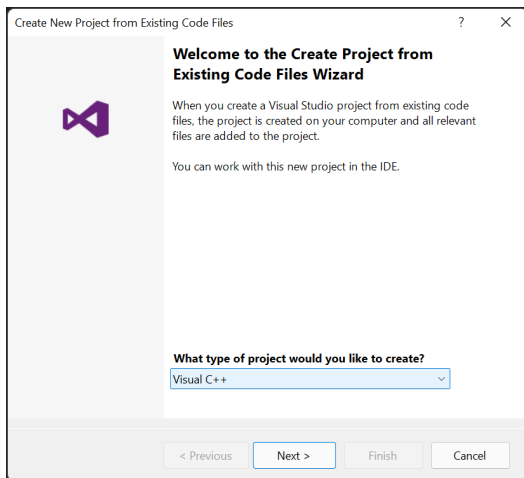 Create New Project from Existing Code Files ?
Welcome to the Create Project from
Existing Code Files Wizard
When you create a Visual Studio project from existing code
files, the project is created on your computer and all relevant
files are added to the project.
You can work with this new project in the IDE.
What type of project would you like to create?
Visual C++
< Previous Next > Finish Cancel